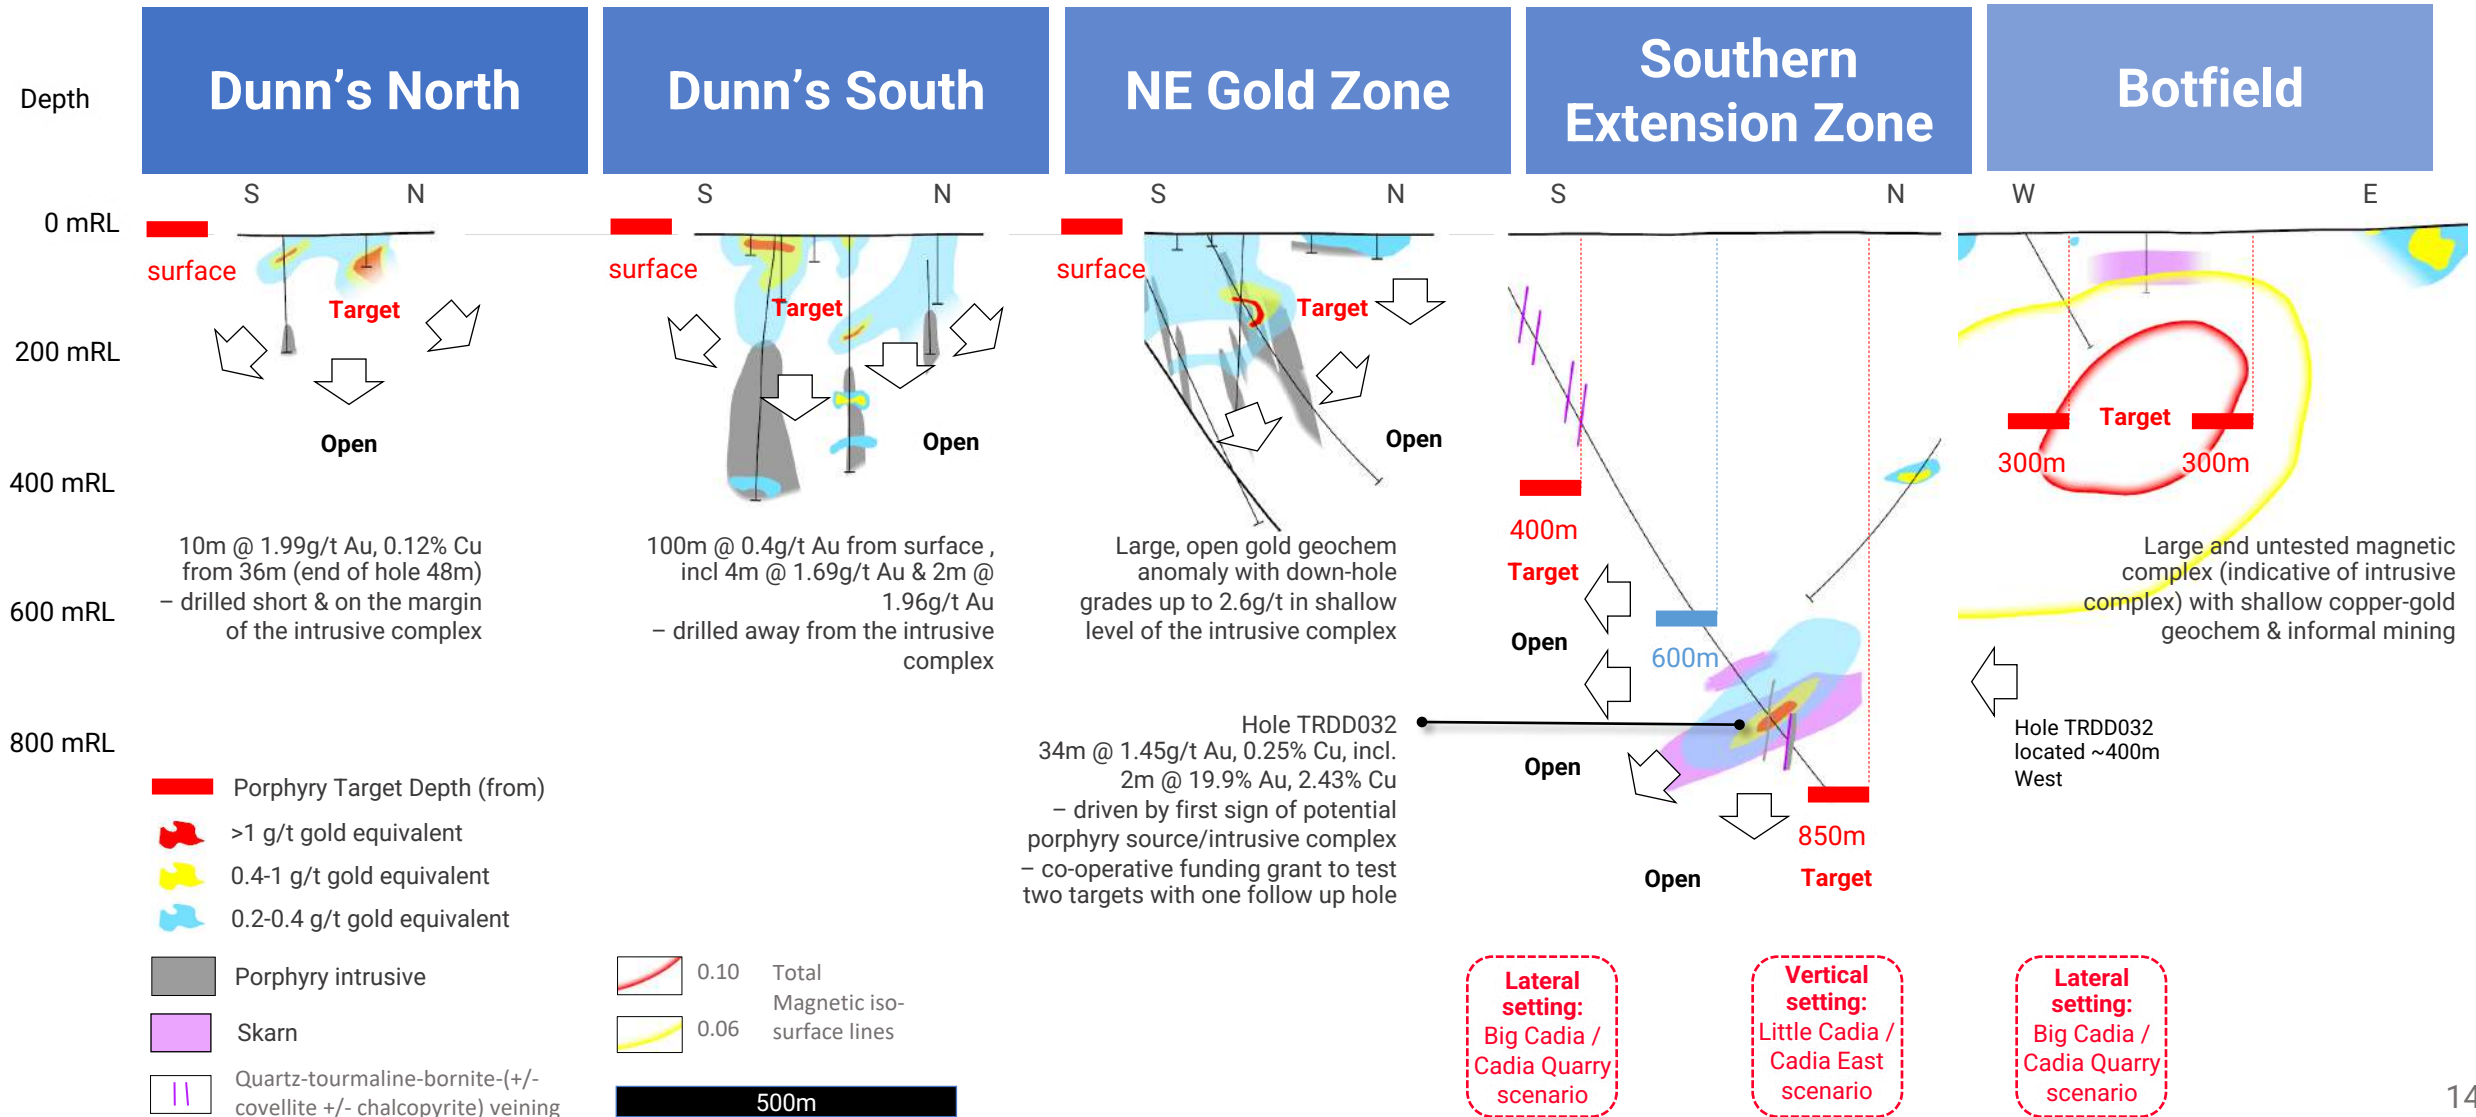 Depth
Dunn's North
Dunn's South
NE Gold Zone
Southern
Extension Zone
Botfield
S
N
S
N
S
N
S
N
W
E
0 mRL
200 mRL
400 mRL
600 mRL
800 mRL
surface
Target
Open
10m @ 1.99g/t Au, 0.12% Cu
from 36m (end of hole 48m)
– drilled short & on the margin
of the intrusive complex
surface
Target
Open
100m @ 0.4g/t Au from surface ,
incl 4m @ 1.69g/t Au & 2m @
1.96g/t Au
– drilled away from the intrusive
complex
surface
Target
Open
Large, open gold geochem
anomaly with down-hole
grades up to 2.6g/t in shallow
level of the intrusive complex
Hole TRDD032
34m @ 1.45g/t Au, 0.25% Cu, incl.
2m @ 19.9% Au, 2.43% Cu
– driven by first sign of potential
porphyry source/intrusive complex
– co-operative funding grant to test
two targets with one follow up hole
400m
Target
Open
600m
Open
850m
Open
Target
Target
300m
300m
Large and untested magnetic
complex (indicative of intrusive
complex) with shallow copper-gold
geochem & informal mining
Hole TRDD032
located ~400m
West
Porphyry Target Depth (from)
>1 g/t gold equivalent
0.4-1 g/t gold equivalent
0.2-0.4 g/t gold equivalent
Porphyry intrusive
Skarn
Quartz-tourmaline-bornite-(+/-
covellite +/- chalcopyrite) veining
0.10
0.06
Total
Magnetic iso-
surface lines
500m
Lateral
setting:
Big Cadia /
Cadia Quarry
scenario
Vertical
setting:
Little Cadia /
Cadia East
scenario
Lateral
setting:
Big Cadia /
Cadia Quarry
scenario
14